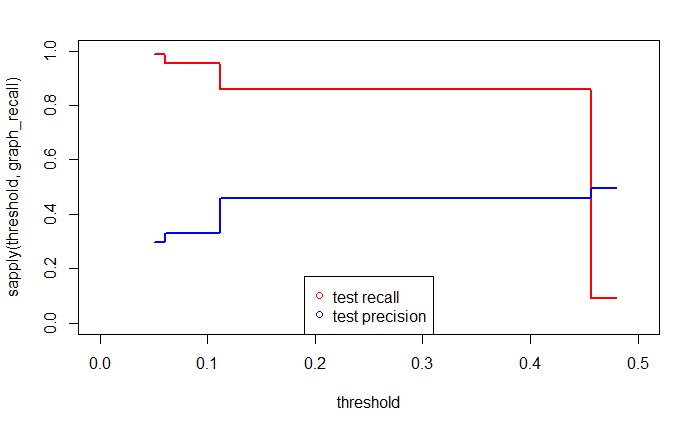 sapply(threshold, graph_recall)
1.0
0.8
0.6
0.4
0.2
0.0
test recall
test precision
0.0 0.1 0.2 0.3 0.4 0.5
threshold